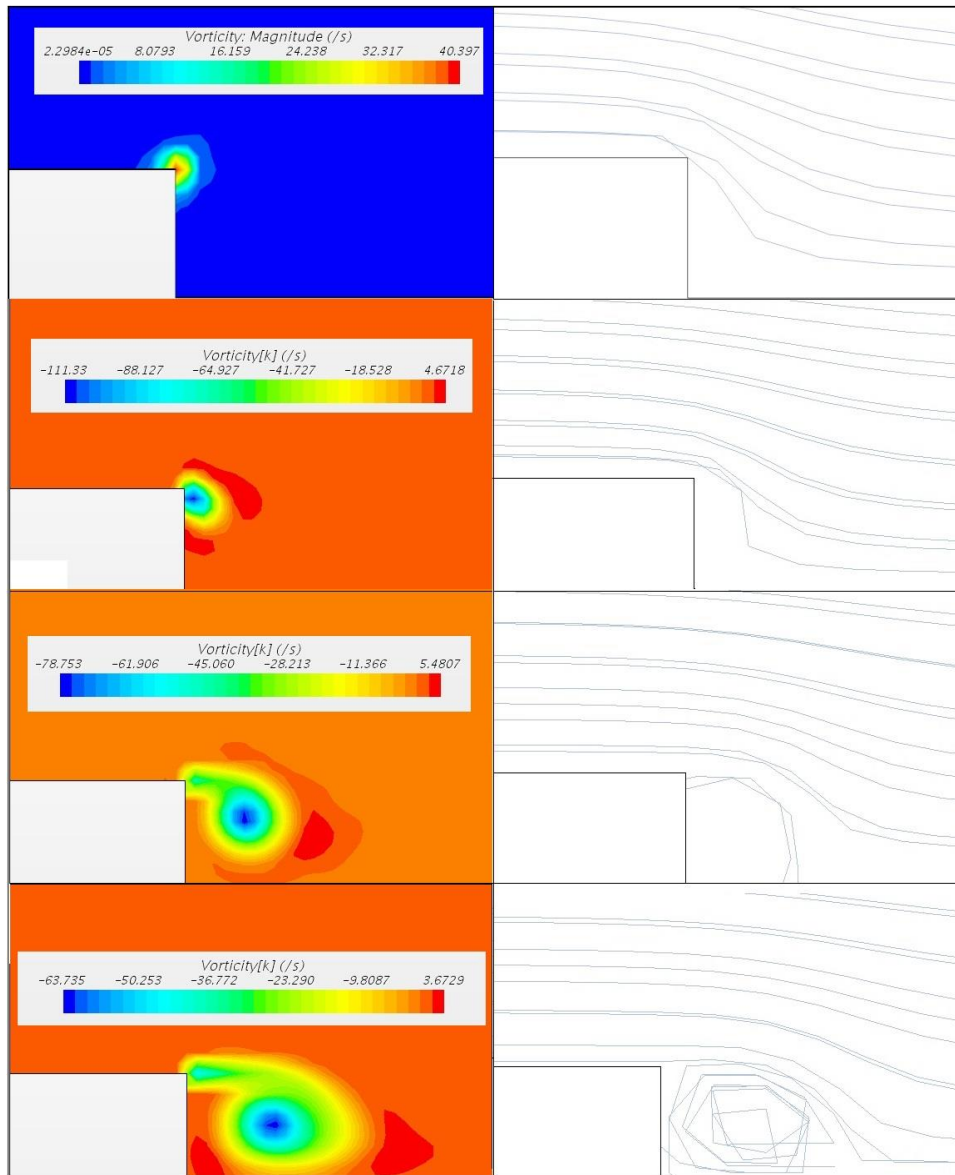 Vorticity: Magnitude (/s)
2.2984e-05 8.0793 16.159 24.238 32.317 40.397
Vorticity[k] (/s)
-111.33 -88.127 -64.927 -41.727 -18.528 4.6718
Vorticity[k] (/s)
-78.753 -61.906 -45.060 -28.213 -11.366 5.4807
Vorticity[k] (/s)
-63.735 -50.253 -36.772 -23.290 -9.8087 3.6729